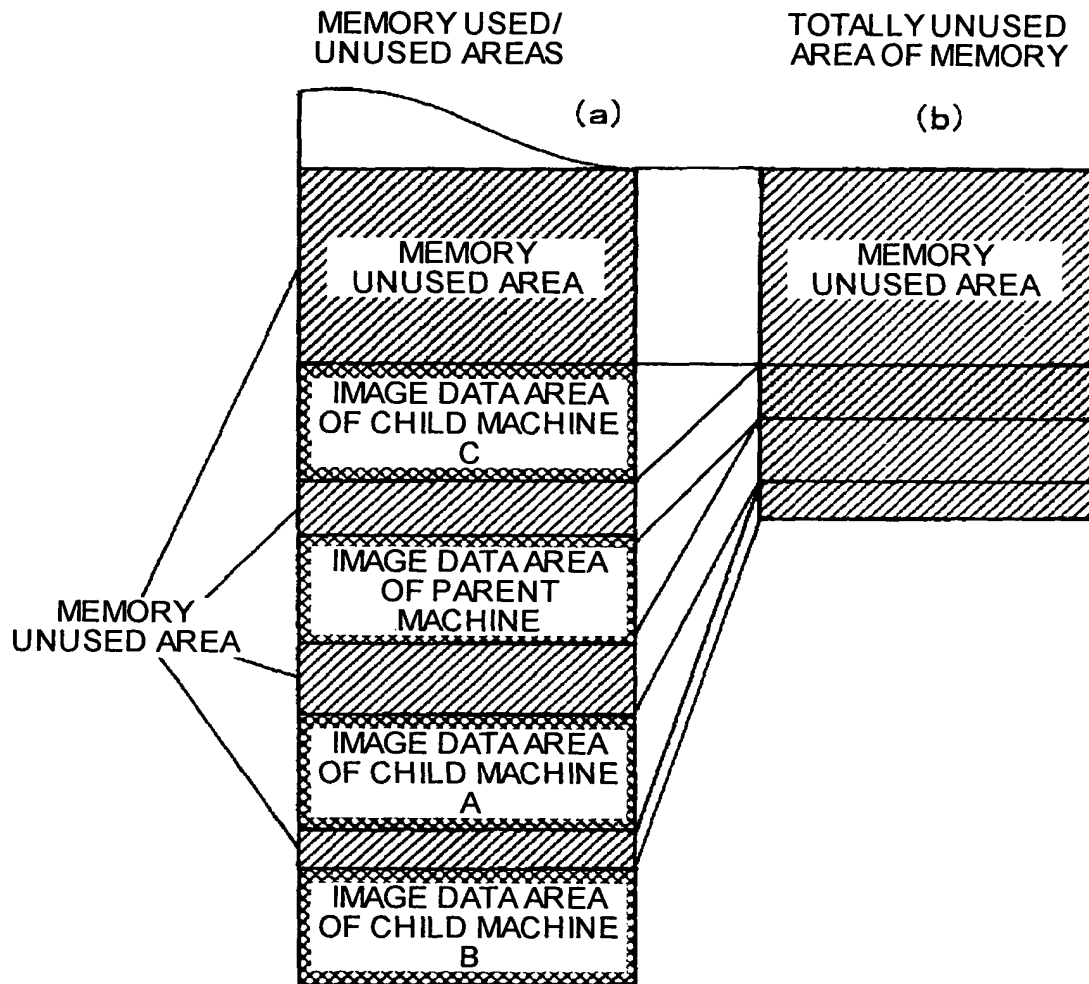 MEMORY USED/
UNUSED AREAS
TOTALLY UNUSED
AREA OF MEMORY
(a)
(b)
MEMORY
UNUSED AREA
MEMORY
UNUSED AREA
IMAGE DATA AREA
OF CHILD MACHINE
C
IMAGE DATA AREA
OF PARENT
MACHINE
MEMORY
UNUSED AREA
IMAGE DATA AREA
OF CHILD MACHINE
A
IMAGE DATA AREA
OF CHILD MACHINE
B